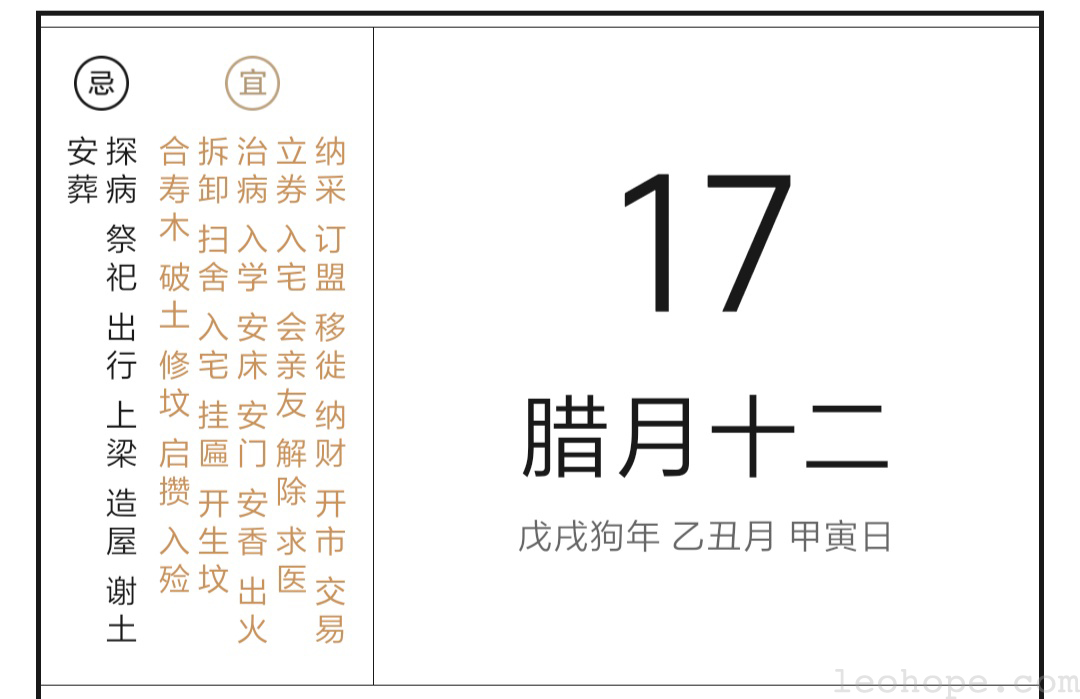 忌
宜
纳采 订盟 移徙 纳财 开市 交易
立券 入宅 会亲友 解除 求医
治病 入学 安床 安门 安香 出火
拆卸 扫舍 入宅 挂匾 开生坟
合寿木 破土 修坟 启攒 入殓
探病 祭祀 出行 上梁 造屋 谢土
安葬
17
腊月十二
戊戌狗年 乙丑月 甲寅日
leohope.com